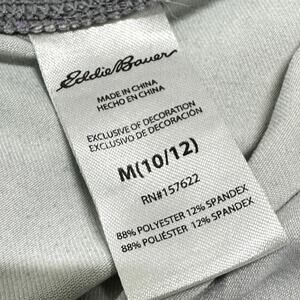 Eddie Bauer
MADE IN CHINA
HECHO EN CHINA
EXCLUSIVE OF DECORATION
EXCLUSIVO DE DECORACIÓN
M(10/12)
RN#157622
88% POLYESTER 12% SPANDEX
88% POLIÉSTER 12% SPANDEX